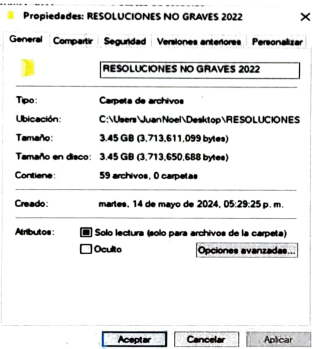 Propiedades: RESOLUCIONES NO GRAVES 2022
General Compartir Seguridad Versiones anteriores Personalizar
RESOLUCIONES NO GRAVES 2022
Tipo: Carpeta de archivos
Ubicación: C:\Users\JuanNoel\Desktop\RESOLUCIONES
Tamaño: 3.45 GB (3,713,611,099 bytes)
Tamaño en disco: 3.45 GB (3,713,650,688 bytes)
Contiene: 59 archivos, 0 carpetas
Creado: martes, 14 de mayo de 2024, 05:29:25 p. m.
Atributos: Solo lectura (solo para archivos de la carpeta)
Oculto Opciones avanzadas...
Aceptar Cancelar Aplicar